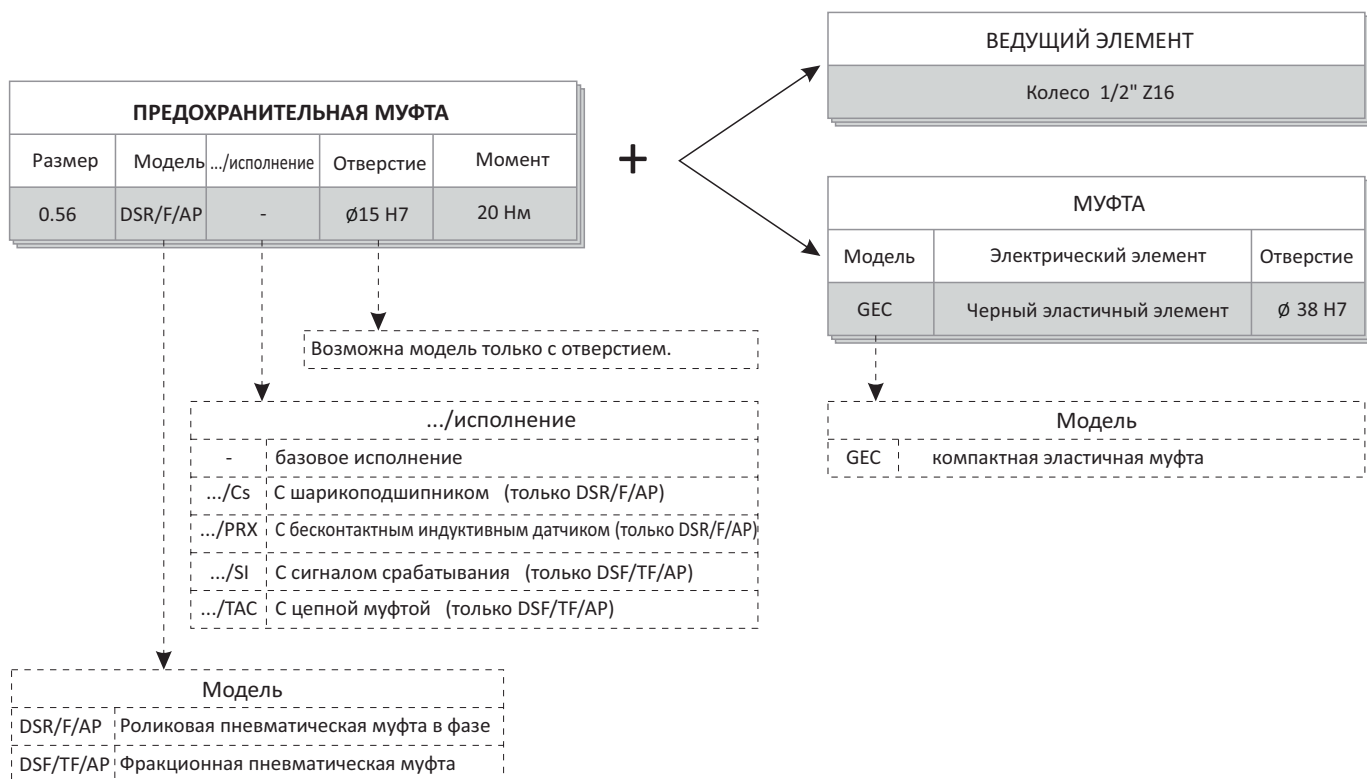 ПРЕДОХРАНИТЕЛЬНАЯ МУФТА
Размер Модель .../исполнение Отверстие Момент
0.56 DSR/F/AP - Ø15 H7 20 Нм
+
ВЕДУЩИЙ ЭЛЕМЕНТ
Колесо 1/2" Z16
МУФТА
Модель Электрический элемент Отверстие
GEC Черный эластичный элемент Ø 38 H7
Возможна модель только с отверстием.
.../исполнение
- базовое исполнение
.../Cs С шарикоподшипником (только DSR/F/AP)
.../PRX С бесконтактным индуктивным датчиком (только DSR/F/AP)
.../SI С сигналом срабатывания (только DSF/TF/AP)
.../TAC С цепной муфтой (только DSF/TF/AP)
Модель
GEC компактная эластичная муфта
Модель
DSR/F/AP Роликовая пневматическая муфта в фазе
DSF/TF/AP Фракционная пневматическая муфта